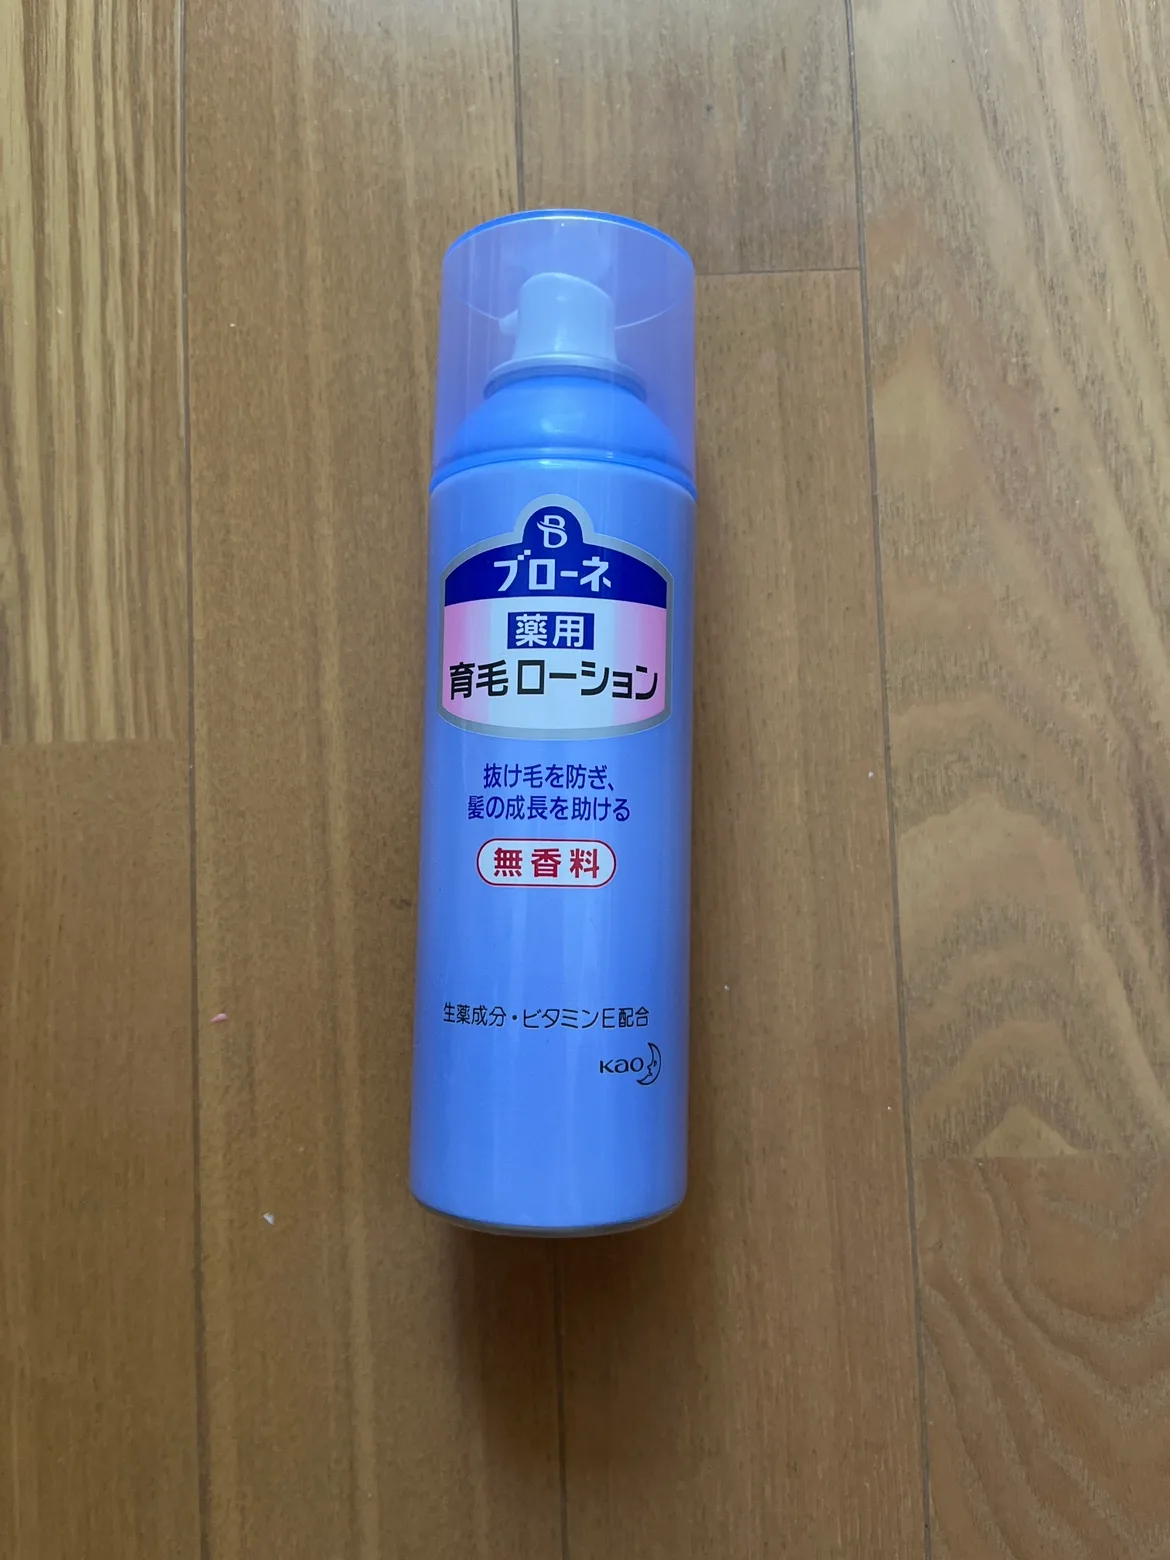 B
ブローネ
薬用
育毛ローション
抜け毛を防ぎ、
髪の成長を助ける
無香料
生薬成分・ビタミンE配合
Kao